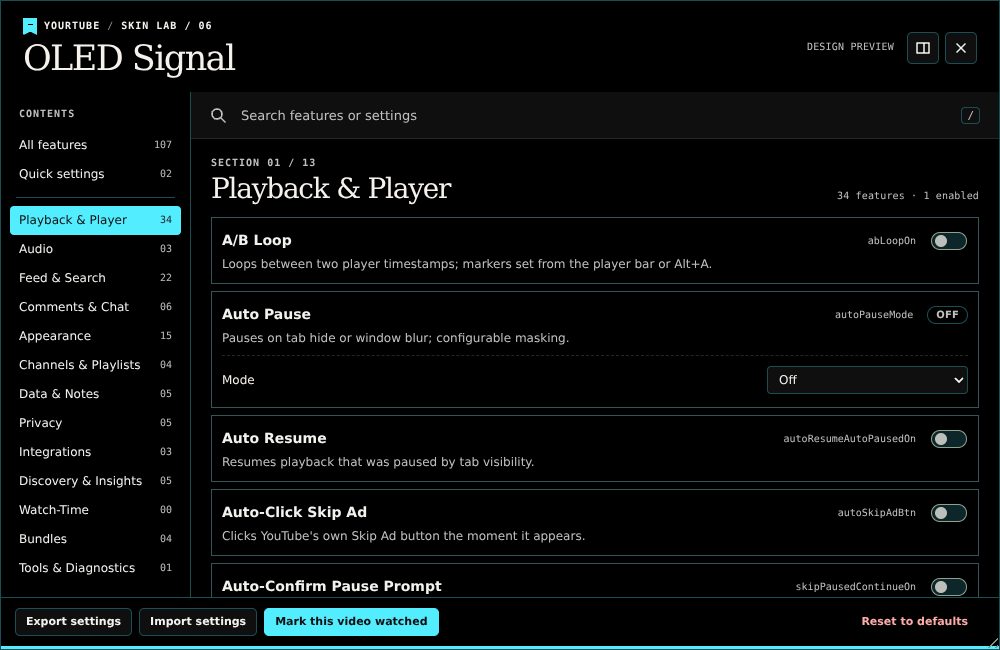 YOURTUBE / SKIN LAB / 06
OLED Signal
DESIGN PREVIEW
CONTENTS
All features 107
Quick settings 02
Playback & Player 34
Audio 03
Feed & Search 22
Comments & Chat 06
Appearance 15
Channels & Playlists 04
Data & Notes 05
Privacy 05
Integrations 03
Discovery & Insights 05
Watch-Time 00
Bundles 04
Tools & Diagnostics 01
Search features or settings /
SECTION 01 / 13
Playback & Player
34 features · 1 enabled
A/B Loop abLoopOn
Loops between two player timestamps; markers set from the player bar or Alt+A.
Auto Pause autoPauseMode OFF
Pauses on tab hide or window blur; configurable masking.
Mode Off
Auto Resume autoResumeAutoPausedOn
Resumes playback that was paused by tab visibility.
Auto-Click Skip Ad autoSkipAdBtn
Clicks YouTube's own Skip Ad button the moment it appears.
Auto-Confirm Pause Prompt skipPausedContinueOn
Export settings Import settings Mark this video watched Reset to defaults